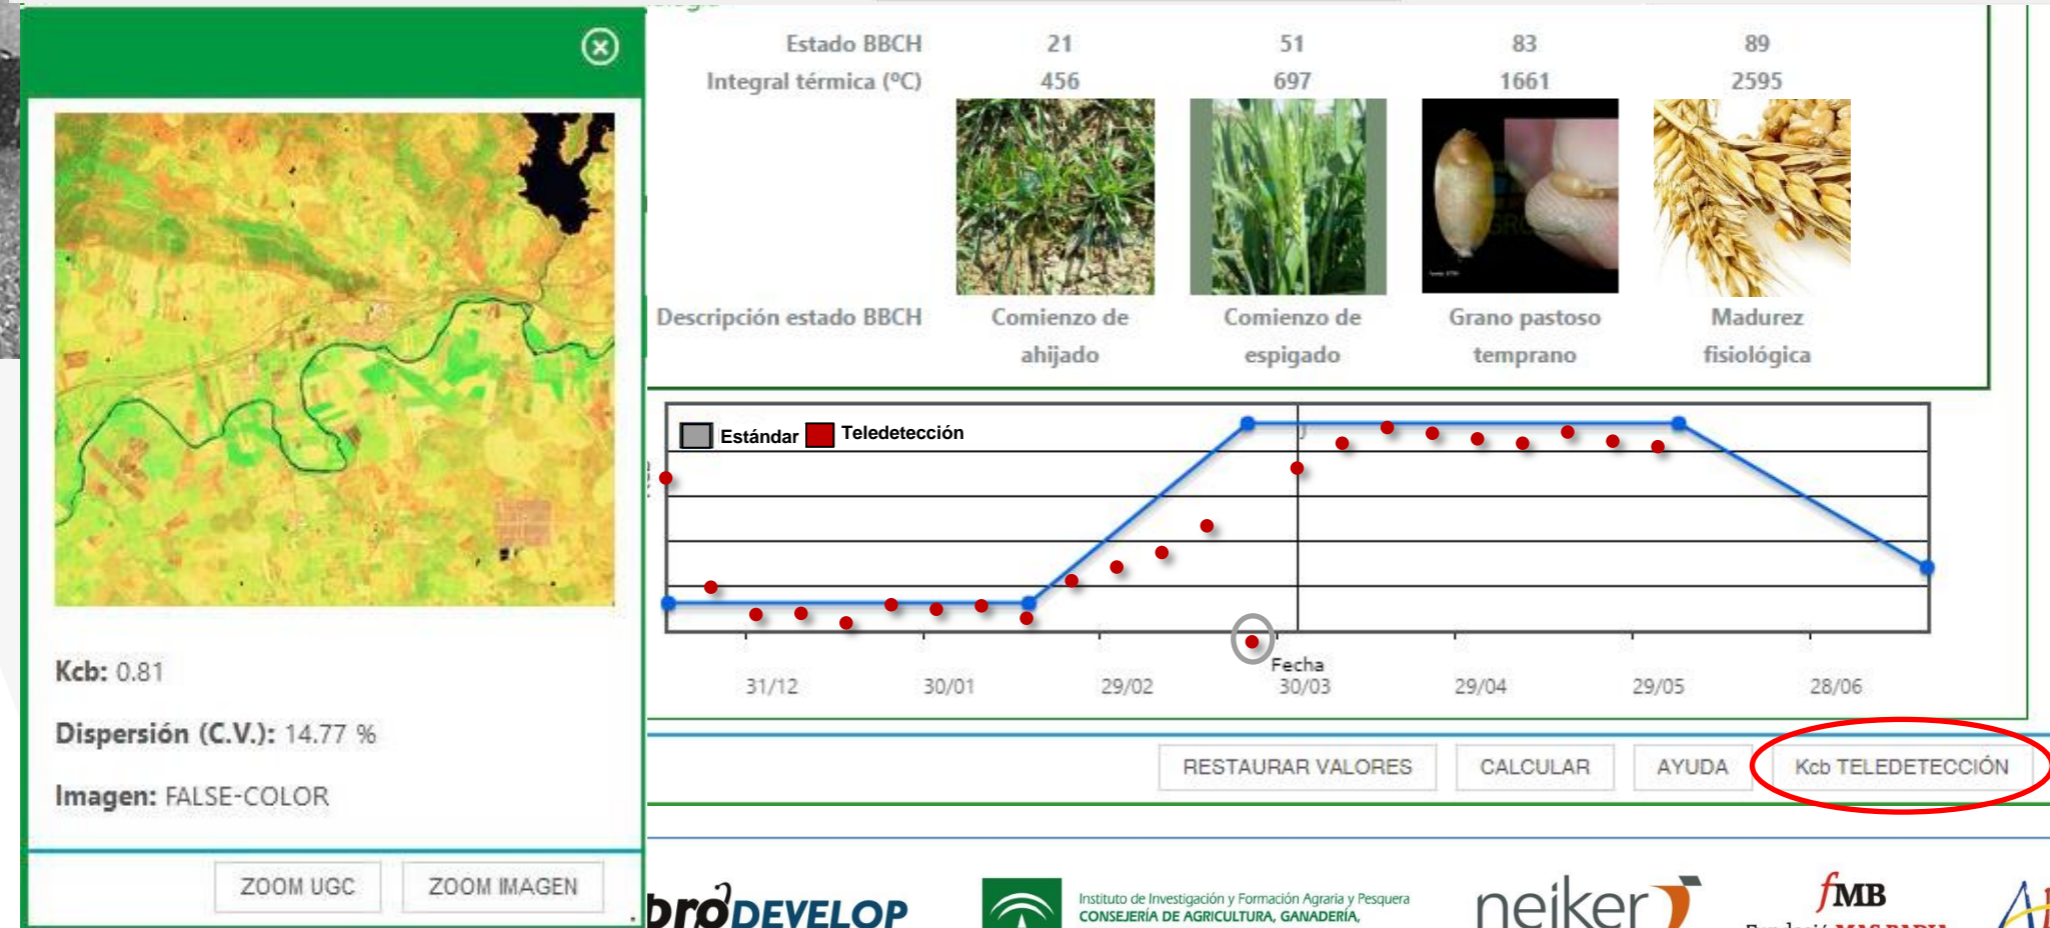 Estado BBCH 21 51 83 89
Integral térmica (ºC) 456 697 1661 2595
Descripción estado BBCH
Comienzo de
ahijado
Comienzo de
espigado
Grano pastoso
temprano
Madurez
fisiológica
Estándar Teledetección
Fecha
31/12 30/01 29/02 30/03 29/04 29/05 28/06
Kcb: 0.81
Dispersión (C.V.): 14.77 %
Imagen: FALSE-COLOR
ZOOM UGC ZOOM IMAGEN
RESTAURAR VALORES CALCULAR AYUDA Kcb TELEDETECCIÓN
DEVELOP
Instituto de Investigación y Formación Agraria y Pesquera
CONSEJERÍA DE AGRICULTURA, GANADERÍA,
neiker
fMB
Fundació MAS BADIA